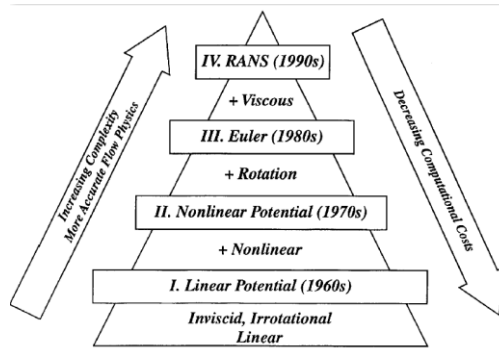 IV. RANS (1990s)
+ Viscous
III. Euler (1980s)
+ Rotation
II. Nonlinear Potential (1970s)
+ Nonlinear
I. Linear Potential (1960s)
Inviscid, Irrotational
Linear
Increasing Complexity
More Accurate Flow Physics
Decreasing Computational Costs